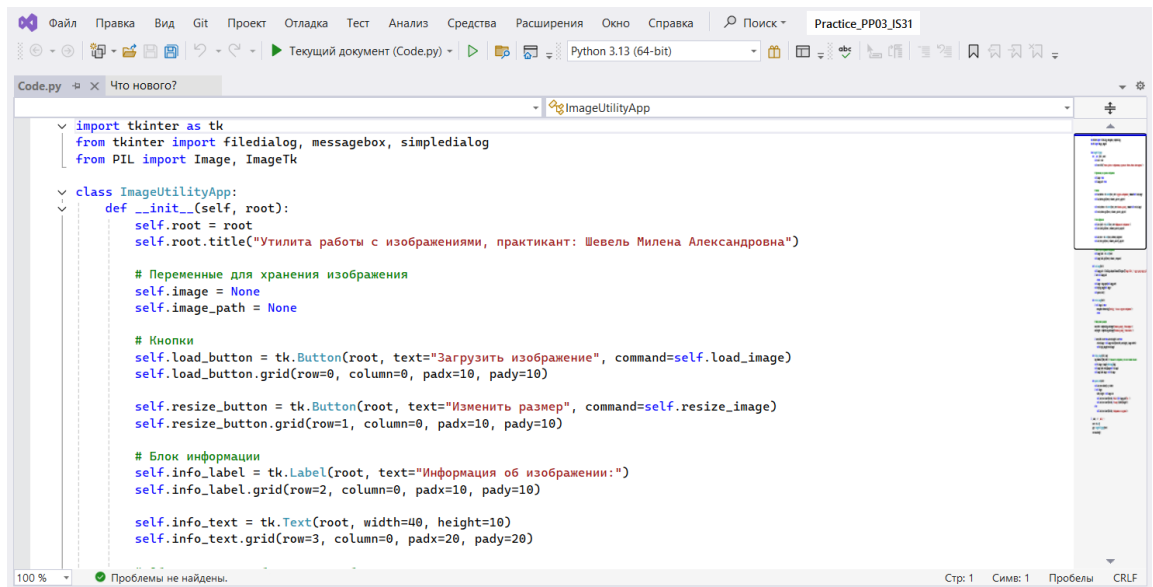 Файл Правка Вид Git Проект Отладка Тест Анализ Средства Расширения Окно Справка Поиск Practice_PP03_IS31
Текущий документ (Code.py) Python 3.13 (64-bit) abc
Code.py Что нового?
ImageUtilityApp
import tkinter as tk
from tkinter import filedialog, messagebox, simpledialog
from PIL import Image, ImageTk
class ImageUtilityApp:
def __init__(self, root):
self.root = root
self.root.title("Утилита работы с изображениями, практикант: Шевель Милена Александровна")
# Переменные для хранения изображения
self.image = None
self.image_path = None
# Кнопки
self.load_button = tk.Button(root, text="Загрузить изображение", command=self.load_image)
self.load_button.grid(row=0, column=0, padx=10, pady=10)
self.resize_button = tk.Button(root, text="Изменить размер", command=self.resize_image)
self.resize_button.grid(row=1, column=0, padx=10, pady=10)
# Блок информации
self.info_label = tk.Label(root, text="Информация об изображении:")
self.info_label.grid(row=2, column=0, padx=10, pady=10)
self.info_text = tk.Text(root, width=40, height=10)
self.info_text.grid(row=3, column=0, padx=20, pady=20)
100 % Проблемы не найдены. Стр: 1 Симв: 1 Пробелы CRLF